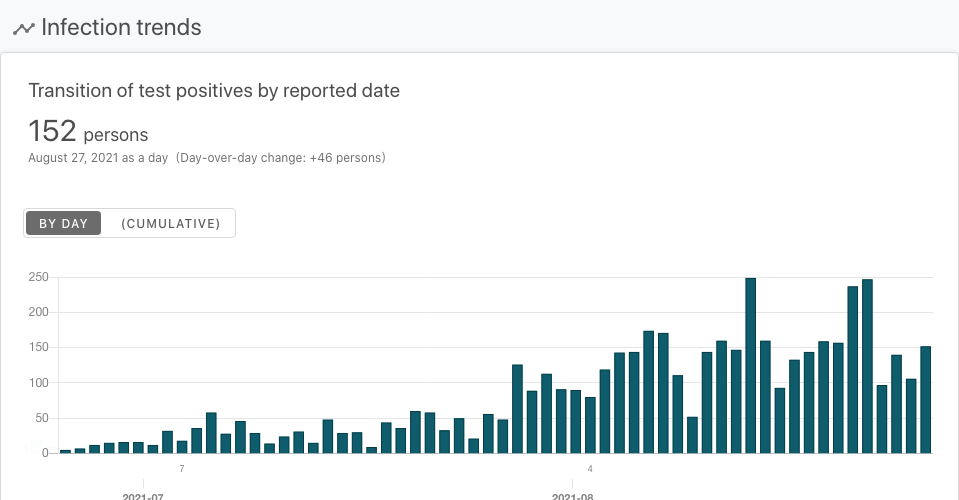 Infection trends
Transition of test positives by reported date
152 persons
August 27, 2021 as a day (Day-over-day change: +46 persons)
BY DAY (CUMULATIVE)
250
200
150
100
50
0
7 4
2021-07 2021-08